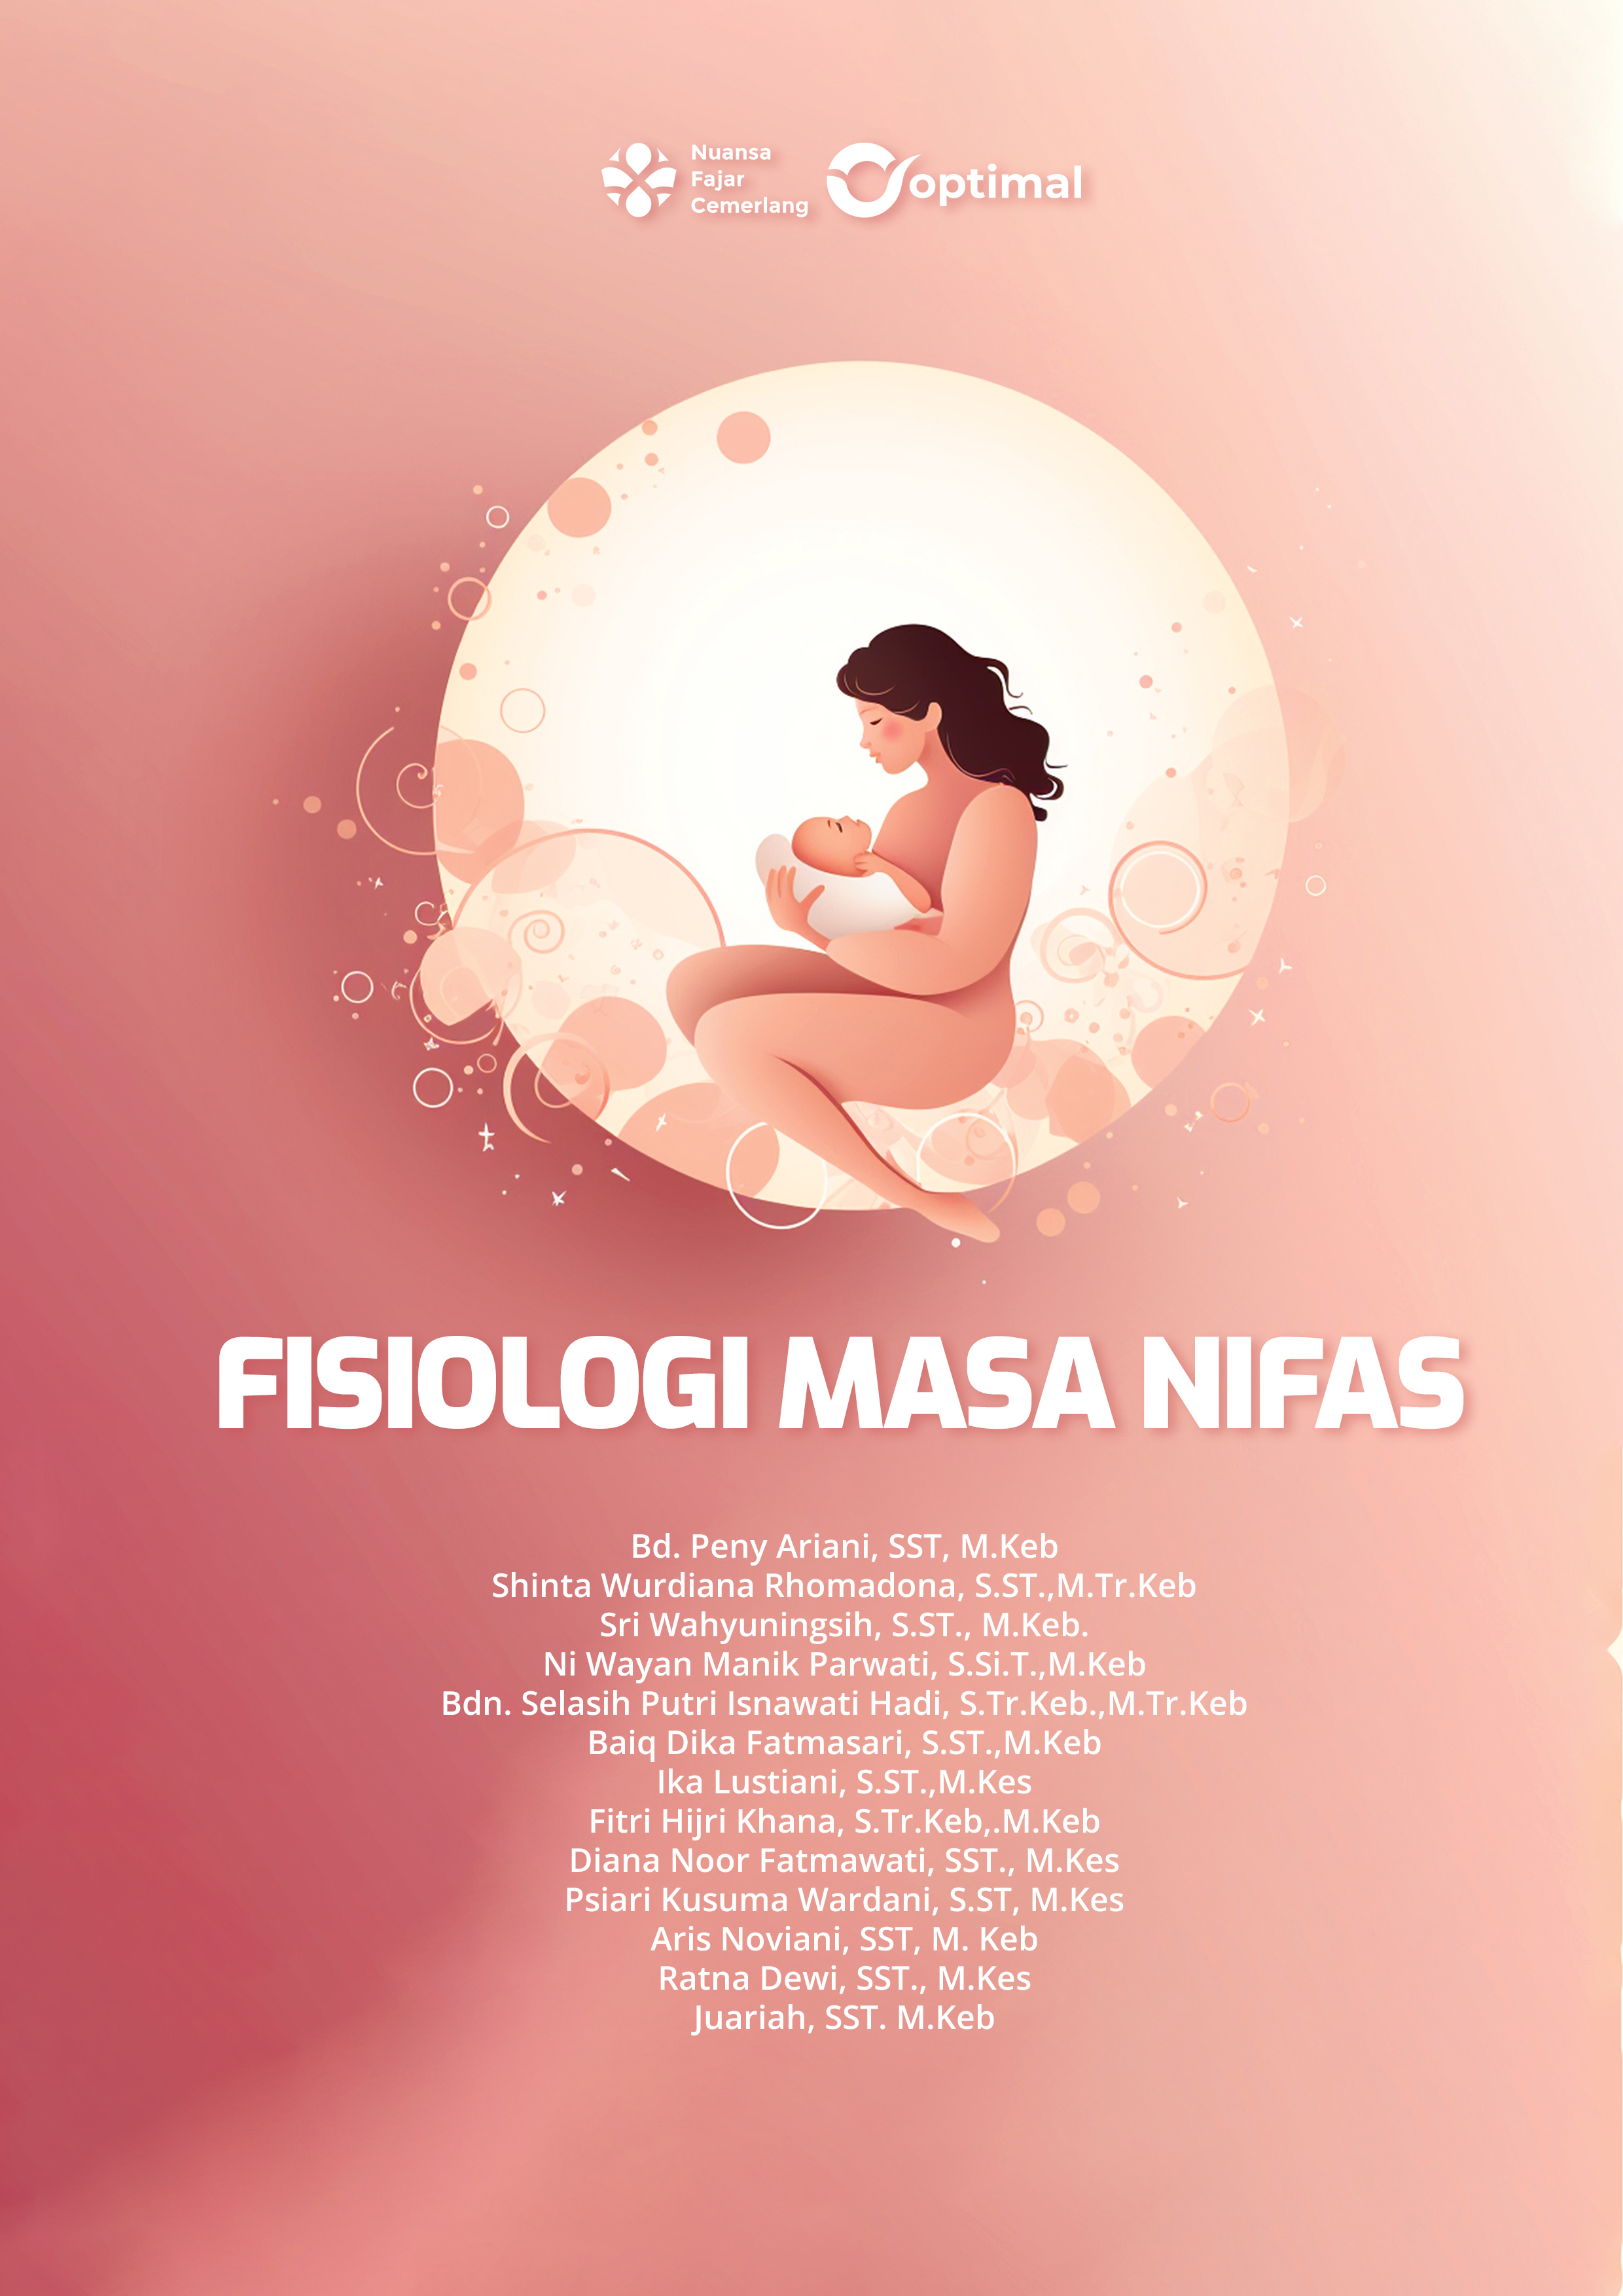 Nuansa
Fajar
Cemerlang
optimal
FISIOLOGI MASA NIFAS
Bd. Peny Ariani, SST, M.Keb
Shinta Wurdiana Rhomadona, S.ST.,M.Tr.Keb
Sri Wahyuningsih, S.ST., M.Keb.
Ni Wayan Manik Parwati, S.Si.T.,M.Keb
Bdn. Selasih Putri Isnawati Hadi, S.Tr.Keb.,M.Tr.Keb
Baiq Dika Fatmasari, S.ST.,M.Keb
Ika Lustiani, S.ST.,M.Kes
Fitri Hijri Khana, S.Tr.Keb,.M.Keb
Diana Noor Fatmawati, SST., M.Kes
Psiari Kusuma Wardani, S.ST, M.Kes
Aris Noviani, SST, M. Keb
Ratna Dewi, SST., M.Kes
Juariah, SST. M.Keb